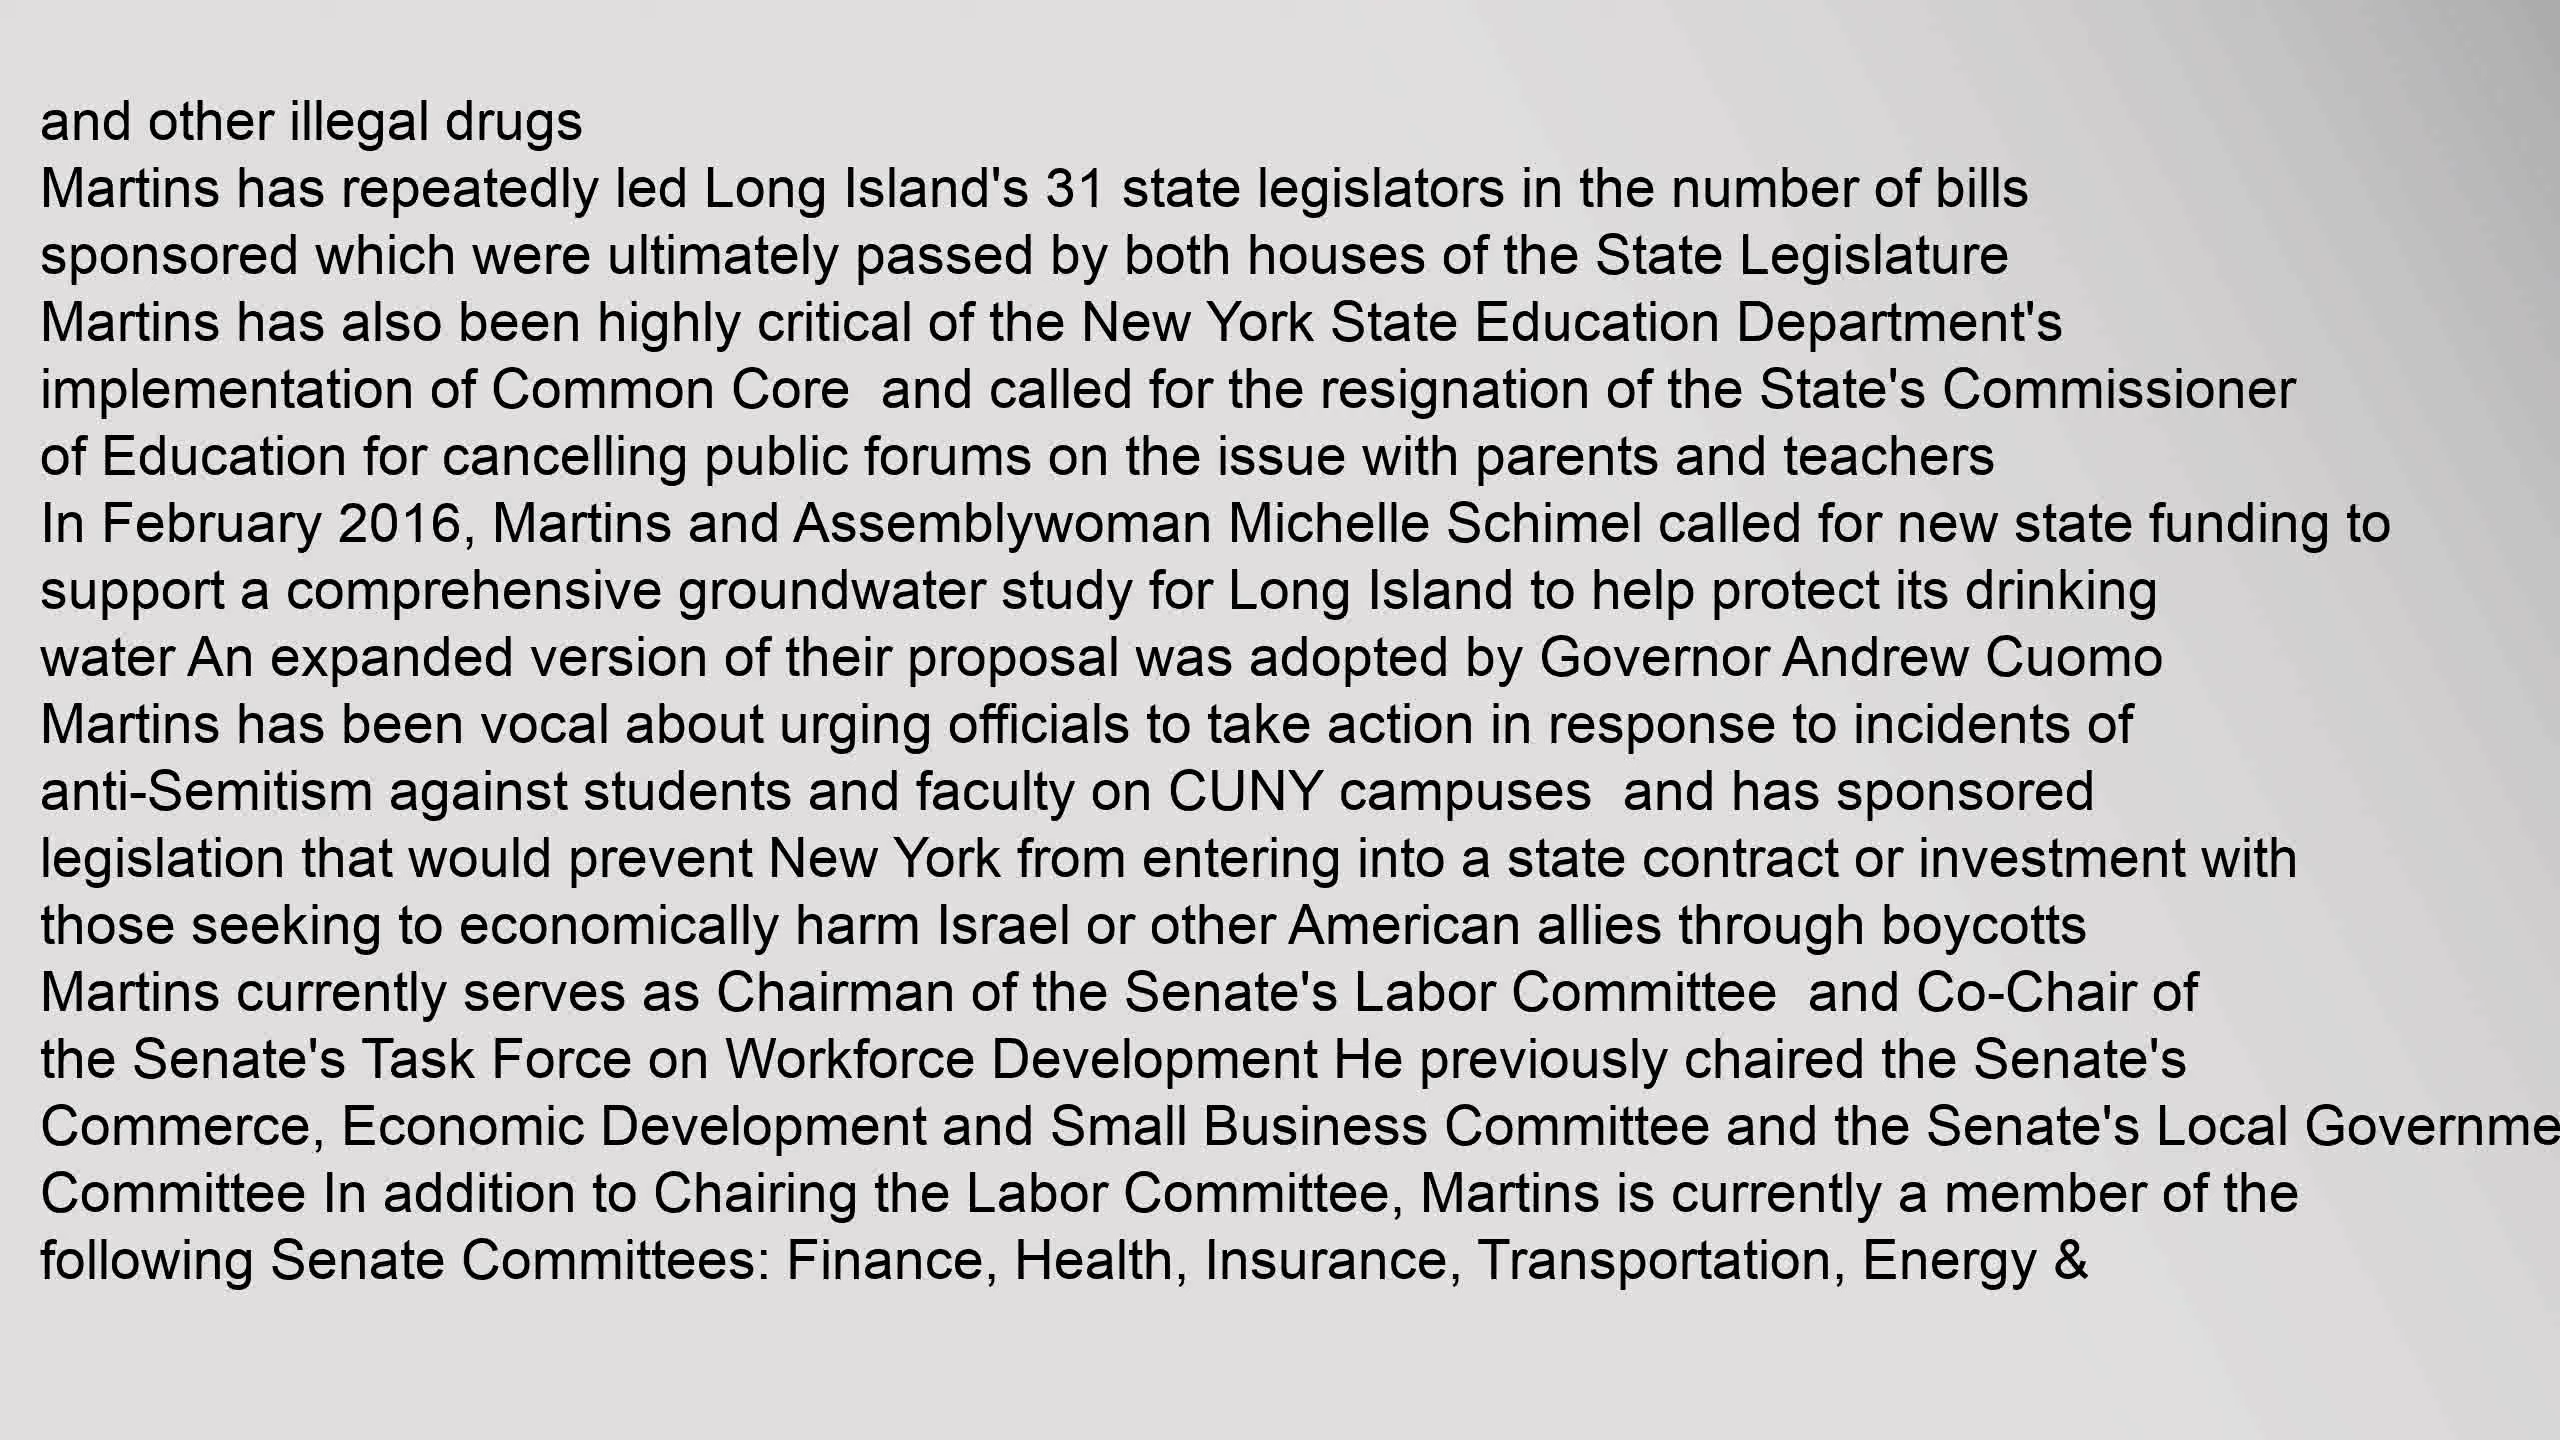 and other illegal drugs
Martins has repeatedly led Long Island's 31 state legislators in the number of bills
sponsored which were ultimately passed by both houses of the State Legislature
Martins has also been highly critical of the New York State Education Department's
implementation of Common Core  and called for the resignation of the State's Commissioner
of Education for cancelling public forums on the issue with parents and teachers
In February 2016, Martins and Assemblywoman Michelle Schimel called for new state funding to
support a comprehensive groundwater study for Long Island to help protect its drinking
water An expanded version of their proposal was adopted by Governor Andrew Cuomo
Martins has been vocal about urging officials to take action in response to incidents of
anti-Semitism against students and faculty on CUNY campuses  and has sponsored
legislation that would prevent New York from entering into a state contract or investment with
those seeking to economically harm Israel or other American allies through boycotts
Martins currently serves as Chairman of the Senate's Labor Committee  and Co-Chair of
the Senate's Task Force on Workforce Development He previously chaired the Senate's
Commerce, Economic Development and Small Business Committee and the Senate's Local Governme
Committee In addition to Chairing the Labor Committee, Martins is currently a member of the
following Senate Committees: Finance, Health, Insurance, Transportation, Energy &